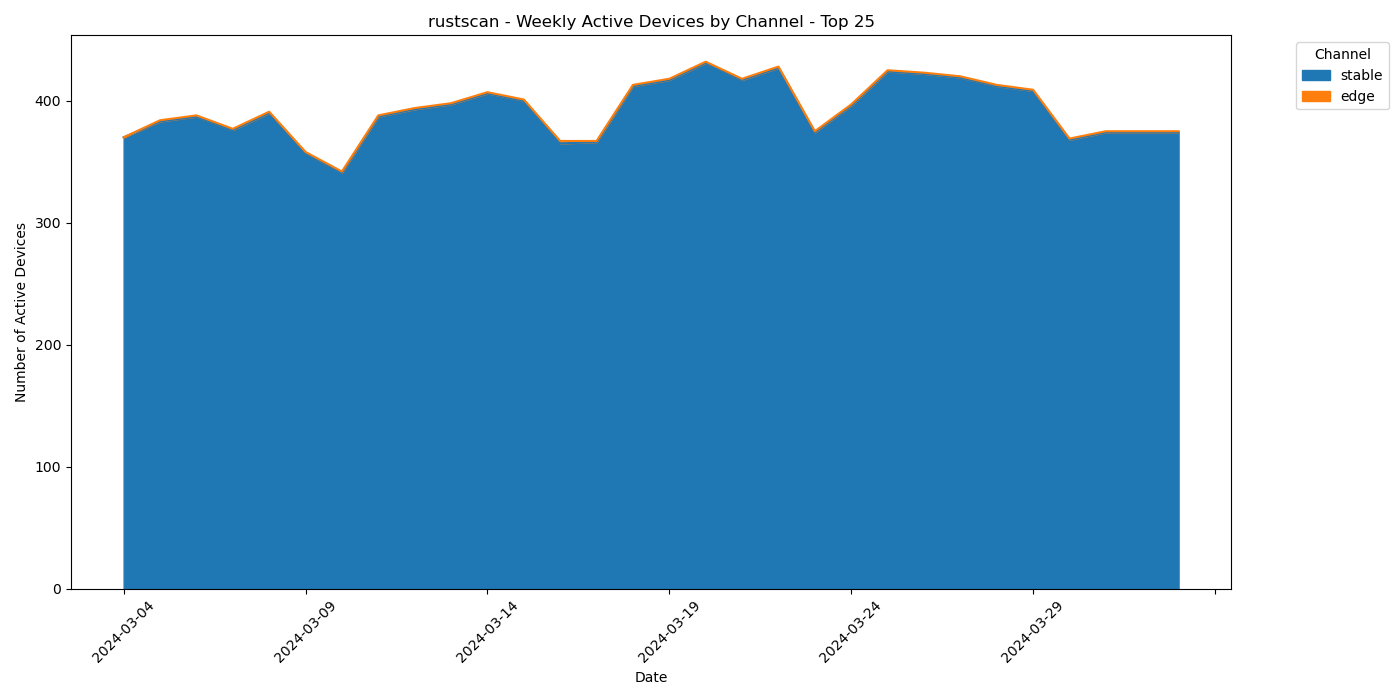 rustscan - Weekly Active Devices by Channel - Top 25
Channel
stable
edge
Number of Active Devices
400
300
200
100
0
2024-03-04
2024-03-09
2024-03-14
2024-03-19
2024-03-24
2024-03-29
Date